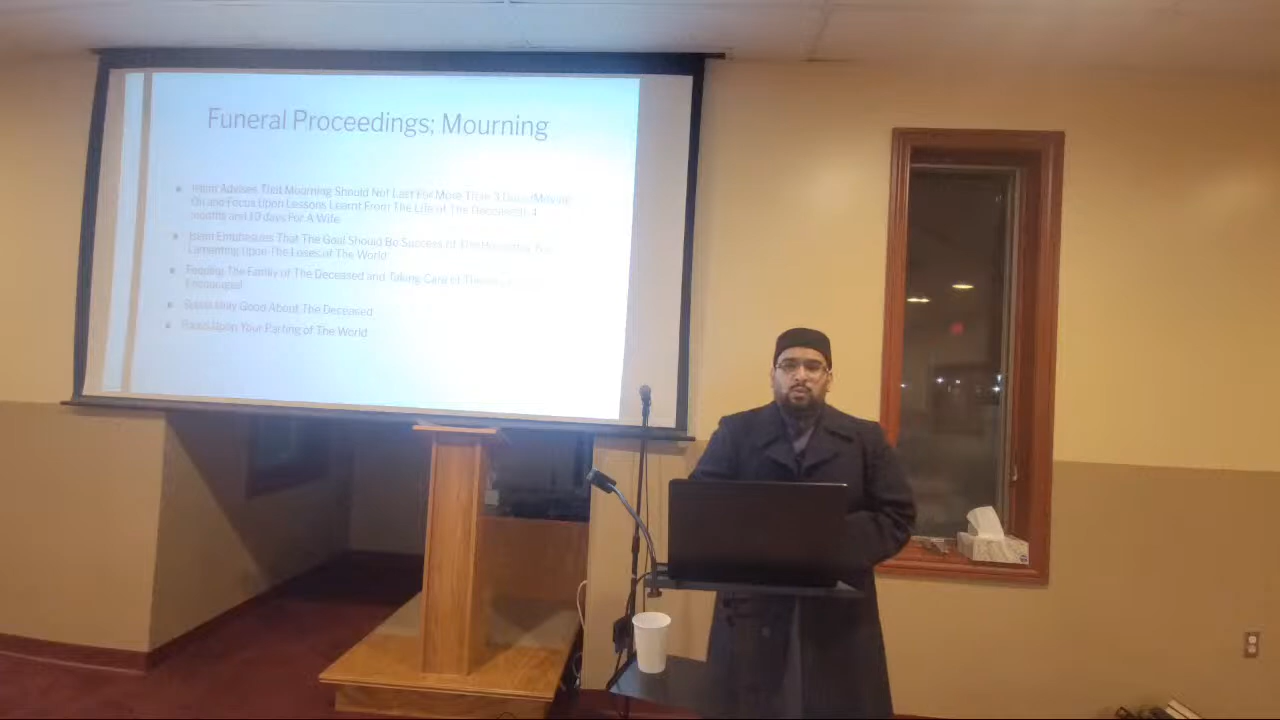 Funeral Proceedings; Mourning
Islam Advises That Mourning Should Not Last For More Than 3 Days
On and Focus Upon Lessons Learnt From The Life of The Deceased). 4
months and 10 days For A Wife
Islam Emphasizes That The Goal Should Be Success of The Hereafter
Lamenting Upon The Loses of The World
Feeding The Family of The Deceased and Taking Care of
Encouraged
Speak Only Good About The Deceased
Focus Upon Your Parting of The World